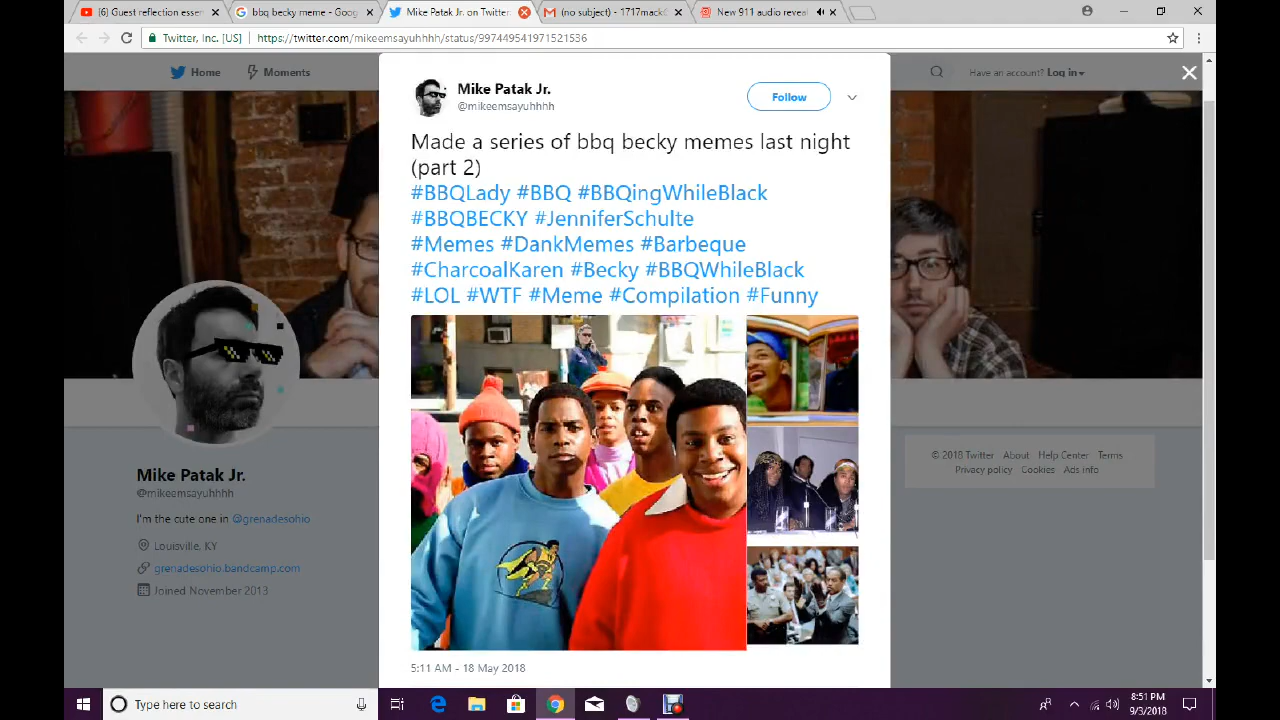 (6) Guest reflection esse
bbq becky meme - Goog
Mike Patak Jr. on Twitter
(no subject) - 1717mack
New 911 audio revea
Twitter, Inc. [US]
https://twitter.com/mikeemsayuhhhh/status/997449541971521536
Home
Moments
Have an account? Log in
Mike Patak Jr.
@mikeemsayuhhhh
Follow
Made a series of bbq becky memes last night
(part 2)
#BBQLady #BBQ #BBQingWhileBlack
#BBQBECKY #JenniferSchulte
#Memes #DankMemes #Barbeque
#CharcoalKaren #Becky #BBQWhileBlack
#LOL #WTF #Meme #Compilation #Funny
5:11 AM - 18 May 2018
Mike Patak Jr.
@mikeemsayuhhhh
I'm the cute one in @grenadesohio
Louisville, KY
grenadesohio.bandcamp.com
Joined November 2013
© 2018 Twitter About Help Center Terms
Privacy policy Cookies Ads info
Type here to search
8:51 PM
9/3/2018